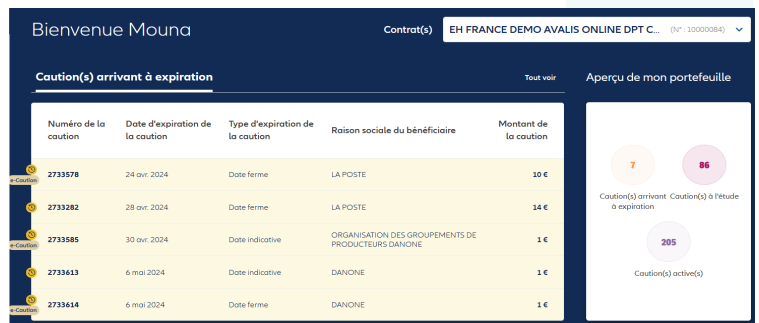 Bienvenue Mouna
Contrat(s)
EH FRANCE DEMO AVALIS ONLINE DPT C... (N° : 10000084)
Caution(s) arrivant à expiration
Tout voir
Numéro de la caution
Date d'expiration de la caution
Type d'expiration de la caution
Raison sociale du bénéficiaire
Montant de la caution
e-Caution
2733578 24 avr. 2024 Date ferme LA POSTE 10 €
2733282 28 avr. 2024 Date ferme LA POSTE 14 €
e-Caution
2733585 30 avr. 2024 Date indicative ORGANISATION DES GROUPEMENTS DE PRODUCTEURS DANONE 1 €
2733613 6 mai 2024 Date indicative DANONE 1 €
e-Caution
2733614 6 mai 2024 Date ferme DANONE 1 €
Aperçu de mon portefeuille
7
Caution(s) arrivant à expiration
86
Caution(s) à l'étude
205
Caution(s) active(s)